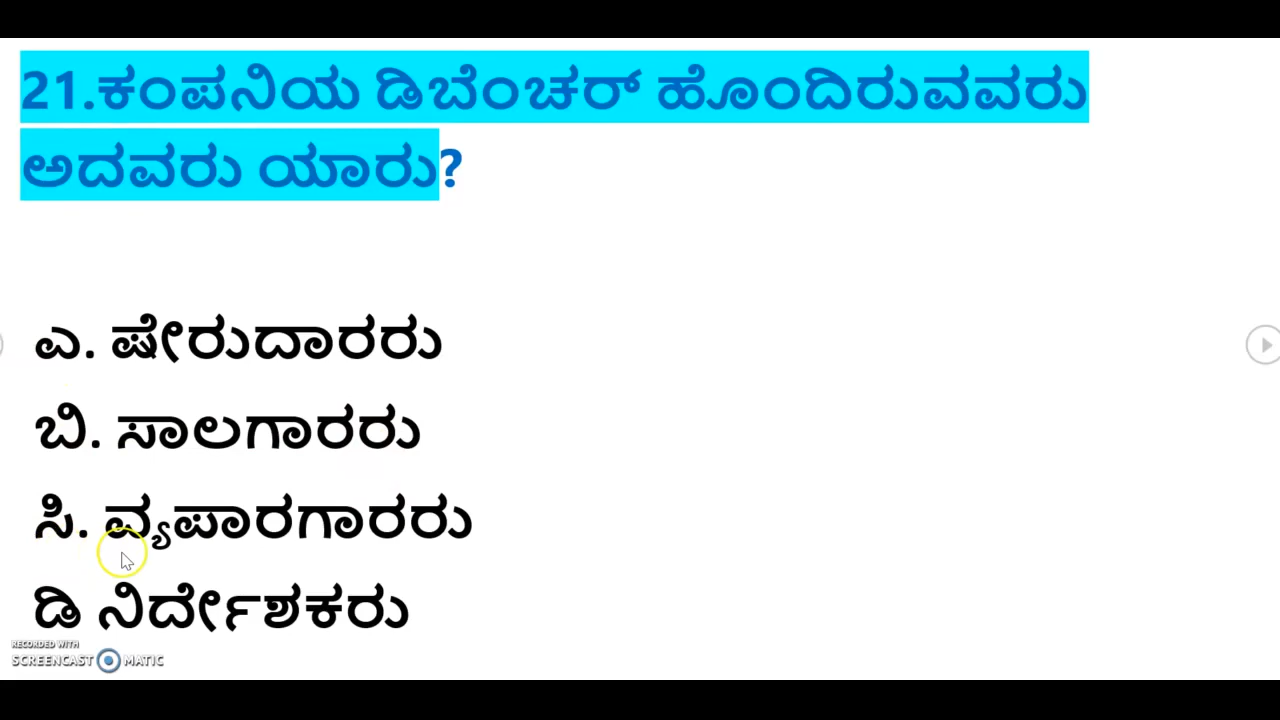 21.ಕಂಪನಿಯ ಡಿಬೆಂಚರ್ ಹೊಂದಿರುವವರು
ಅದವರು ಯಾರು?
ಎ. ಷೇರುದಾರರು
ಬಿ. ಸಾಲಗಾರರು
ಸಿ. ವ್ಯಪಾರಗಾರರು
ಡಿ ನಿರ್ದೇಶಕರು
RECORDED WITH
SCREENCAST MATIC